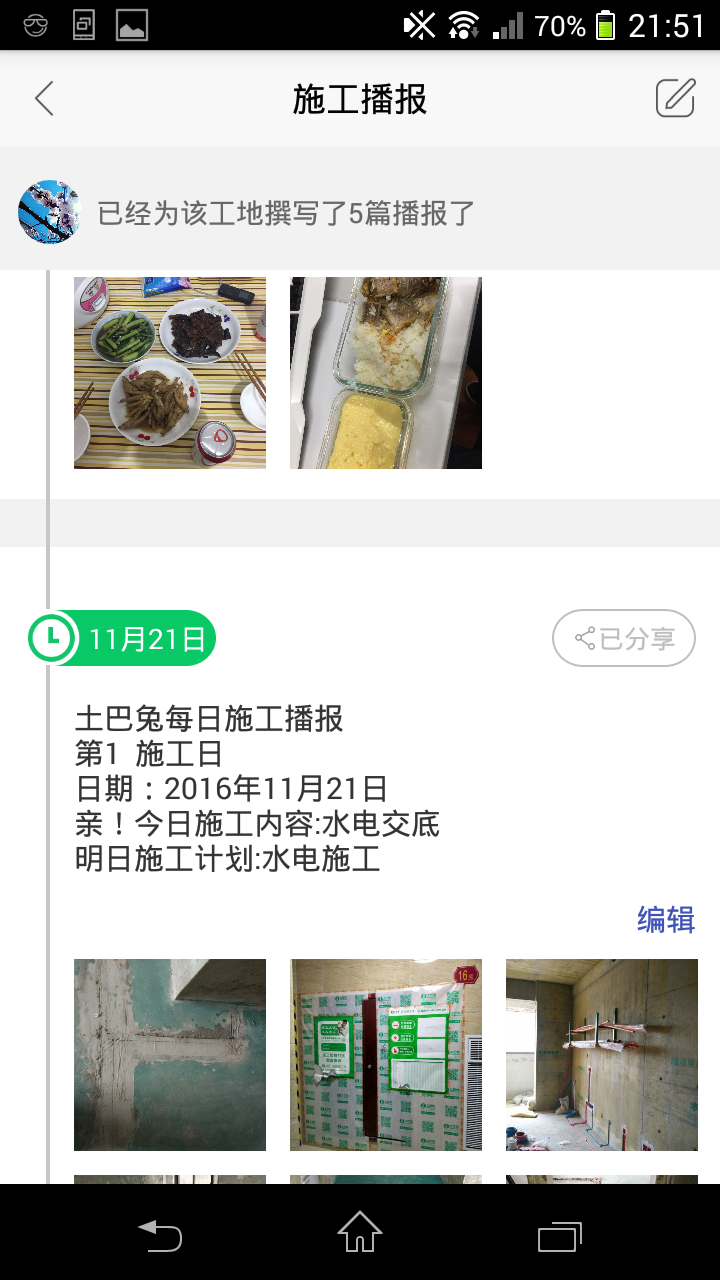 70% 21:51
施工播报
已经为该工地撰写了5篇播报了
11月21日
已分享
土巴兔每日施工播报
第1 施工日
日期：2016年11月21日
亲！今日施工内容:水电交底
明日施工计划:水电施工
编辑
16